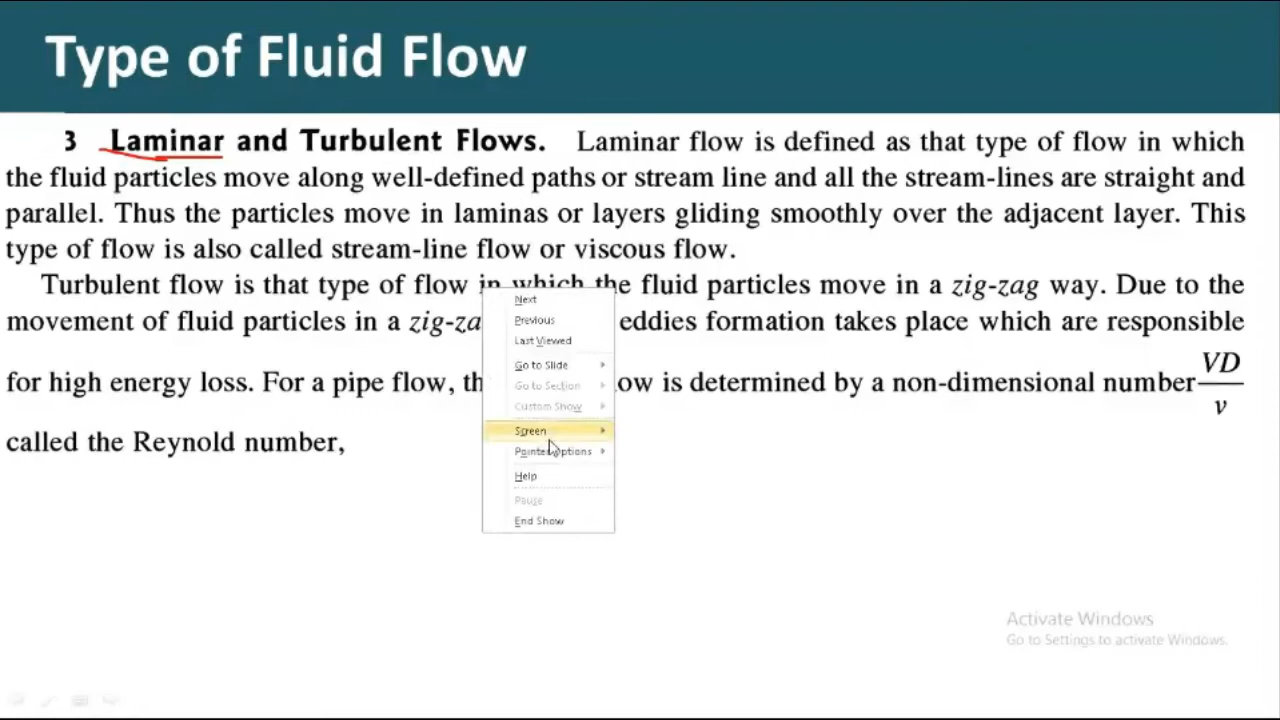 Type of Fluid Flow
3 Laminar and Turbulent Flows. Laminar flow is defined as that type of flow in which
the fluid particles move along well-defined paths or stream line and all the stream-lines are straight and
parallel. Thus the particles move in laminas or layers gliding smoothly over the adjacent layer. This
type of flow is also called stream-line flow or viscous flow.
Turbulent flow is that type of flow in which the fluid particles move in a zig-zag way. Due to the
movement of fluid particles in a zig-za eddies formation takes place which are responsible
for high energy loss. For a pipe flow, th ow is determined by a non-dimensional number VD
v
called the Reynold number,
Next
Previous
Last Viewed
Go to Slide
Go to Section
Custom Show
Screen
Pointer Options
Help
Pause
End Show
Activate Windows
Go to Settings to activate Windows.